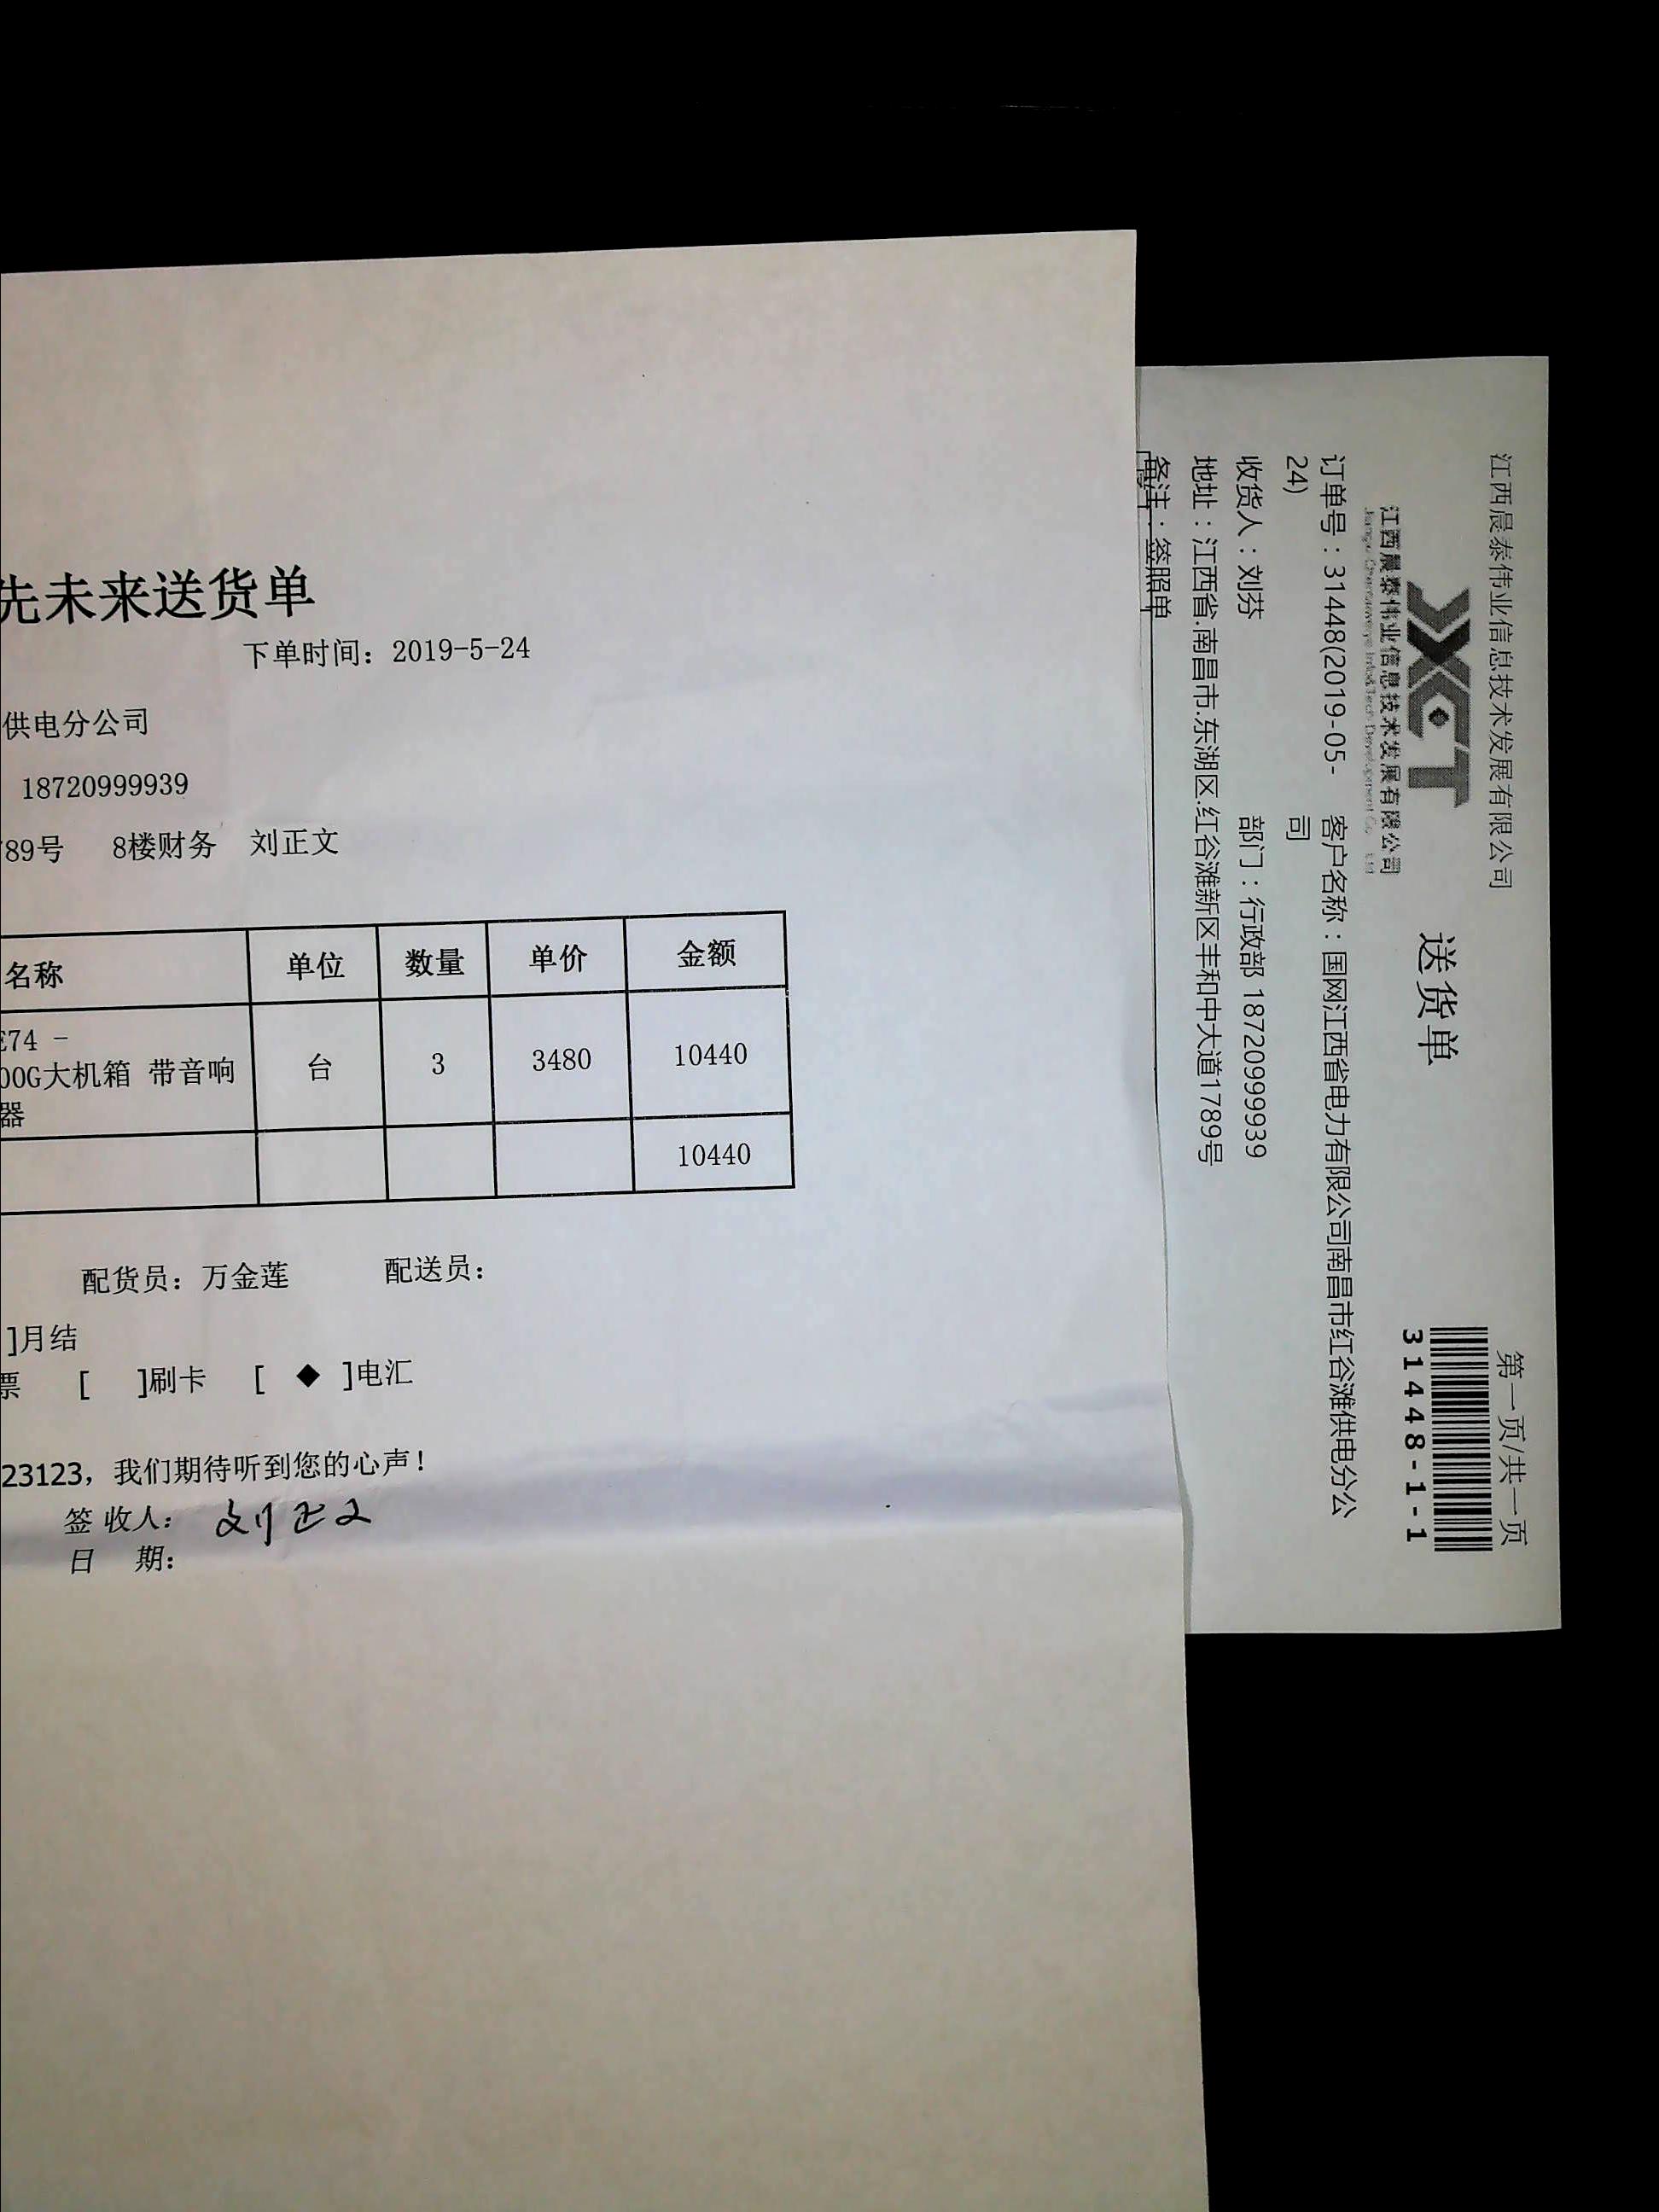 先未来送货单
下单时间：2019-5-24
供电分公司
18720999939
89号 8楼财务 刘正文
名称 单位 数量 单价 金额
E74 -
00G大机箱 带音响
器
台 3 3480 10440
10440
配货员：万金莲 配送员：
]月结
票 [ ]刷卡 [ ◆ ]电汇
23123，我们期待听到您的心声！
签 收人： 刘正文
日 期：
江西晨泰伟业信息技术发展有限公司 第一页/共一页
XCT
江西晨泰伟业信息技术发展有限公司
送货单
31448-1-1
订单号：31448(2019-05-
24)
客户名称：国网江西省电力有限公司南昌市红谷滩供电分公
司
收货人：刘芬 部门：行政部 18720999939
地址：江西省.南昌市.东湖区.红谷滩新区丰和中大道1789号
备注：签照单